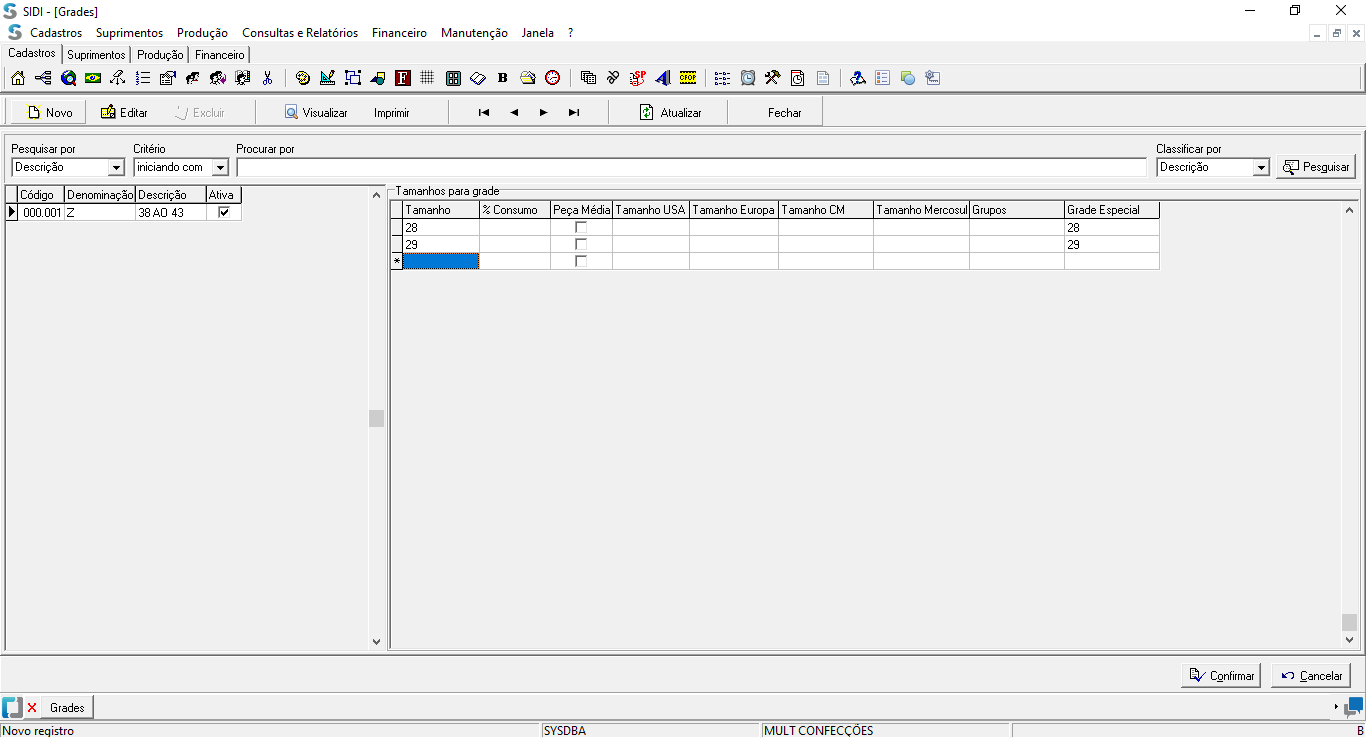 SIDI - [Grades]
Cadastros Suprimentos Produção Consultas e Relatórios Financeiro Manutenção Janela ?
Cadastros Suprimentos Produção Financeiro
F B SP CFOP
Novo Editar Excluir Visualizar Imprimir Atualizar Fechar
Pesquisar por Critério Procurar por Classificar por
Descrição iniciando com Descrição Pesquisar
Tamanhos para grade
Código Denominação Descrição Ativa
000.001 Z 38 AO 43
Tamanho % Consumo Peça Média Tamanho USA Tamanho Europa Tamanho CM Tamanho Mercosul Grupos Grade Especial
28 28
29 29
*
Confirmar Cancelar
Grades
Novo registro SYSDBA MULT CONFECÇÕES B